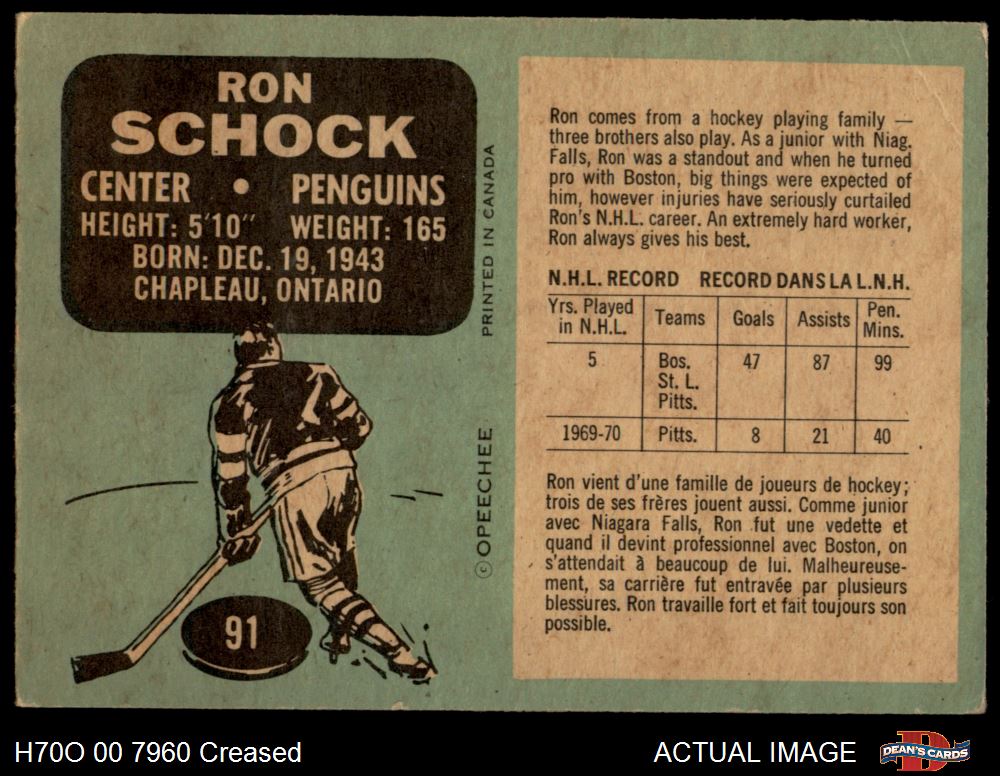 RON
SCHOCK
CENTER • PENGUINS
HEIGHT: 5'10" WEIGHT: 165
BORN: DEC. 19, 1943
CHAPLEAU, ONTARIO
PRINTED IN CANADA
© OPEECHEE
91
Ron comes from a hockey playing family —
three brothers also play. As a junior with Niag.
Falls, Ron was a standout and when he turned
pro with Boston, big things were expected of
him, however injuries have seriously curtailed
Ron's N.H.L. career. An extremely hard worker,
Ron always gives his best.
N.H.L. RECORD RECORD DANS LA L.N.H.
Yrs. Played in N.H.L. Teams Goals Assists Pen. Mins.
5 Bos. 47 87 99
St. L.
Pitts.
1969-70 Pitts. 8 21 40
Ron vient d'une famille de joueurs de hockey;
trois de ses frères jouent aussi. Comme junior
avec Niagara Falls, Ron fut une vedette et
quand il devint professionnel avec Boston, on
s'attendait à beaucoup de lui. Malheureuse-
ment, sa carrière fut entravée par plusieurs
blessures. Ron travaille fort et fait toujours son
possible.
H70O 00 7960 Creased
ACTUAL IMAGE
D
DEAN'S CARDS